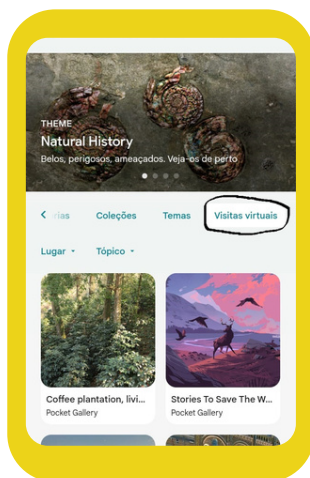 THEME
Natural History
Belos, perigosos, ameaçados. Veja-os de perto
rias Coleções Temas Visitas virtuais
Lugar Tópico
Coffee plantation, livi... Stories To Save The W...
Pocket Gallery Pocket Gallery